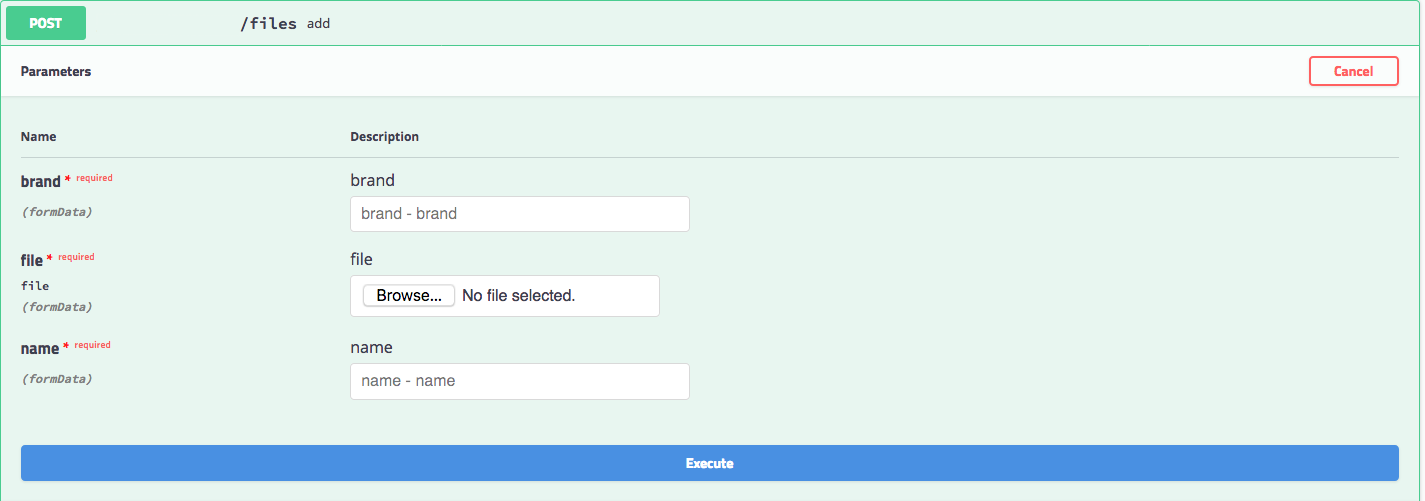 POST /files add
Parameters Cancel
Name Description
brand * required brand
(formData) brand - brand
file * required file
file Browse... No file selected.
(formData)
name * required name
(formData) name - name
Execute